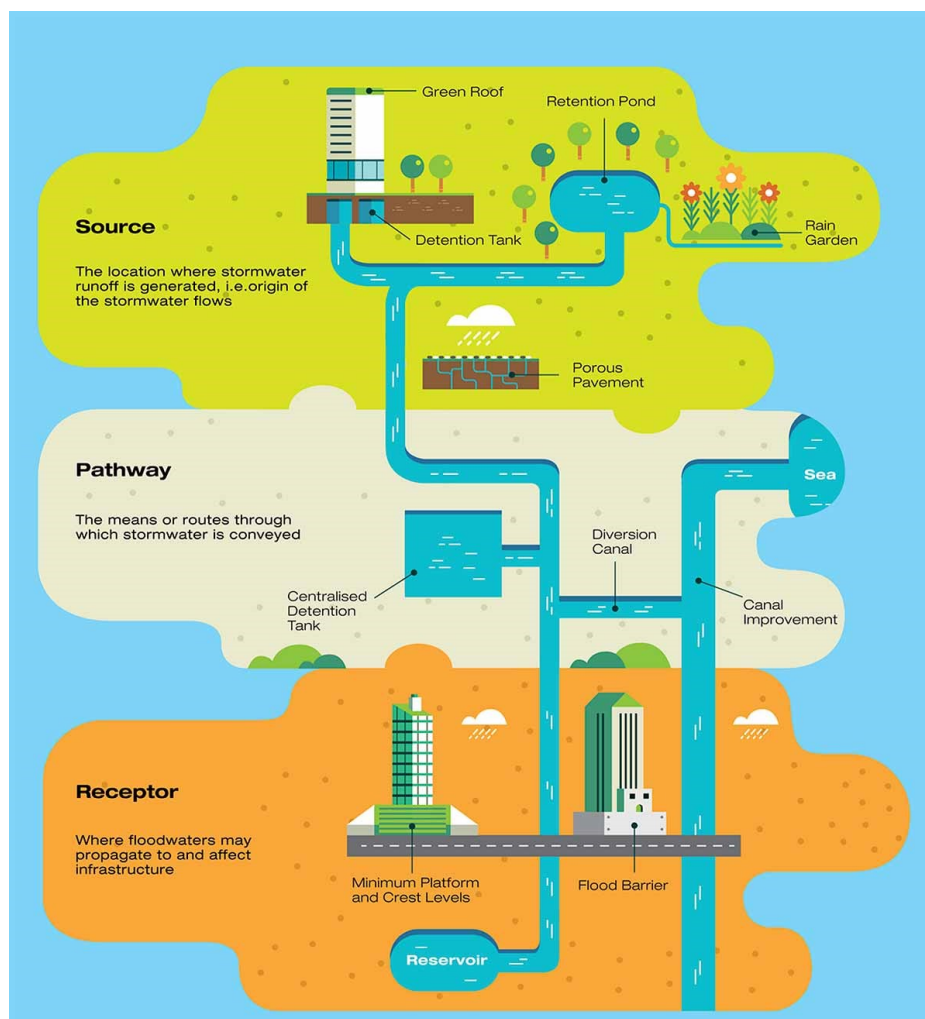 Green Roof
Retention Pond
Source
Detention Tank
Rain
Garden
The location where stormwater
runoff is generated, i.e.origin of
the stormwater flows
Porous
Pavement
Pathway
Sea
The means or routes through
which stormwater is conveyed
Diversion
Canal
Centralised
Detention
Tank
Canal
Improvement
Receptor
Where floodwaters may
propagate to and affect
infrastructure
Minimum Platform
and Crest Levels
Flood Barrier
Reservoir